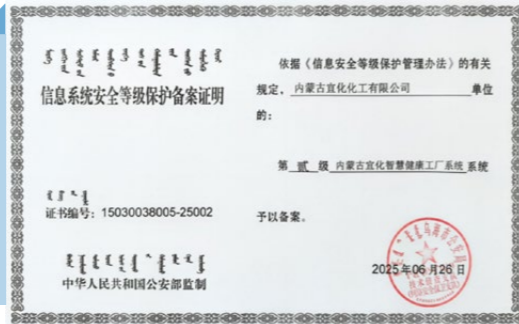 信息系统安全等级保护备案证明
证书编号：15030038005-25002
中华人民共和国公安部监制
依据《信息安全等级保护管理办法》的有关
规定，内蒙古宜化化工有限公司 单位
的：
第 贰 级 内蒙古宜化智慧健康工厂系统 系统
予以备案。
2025年06月26日